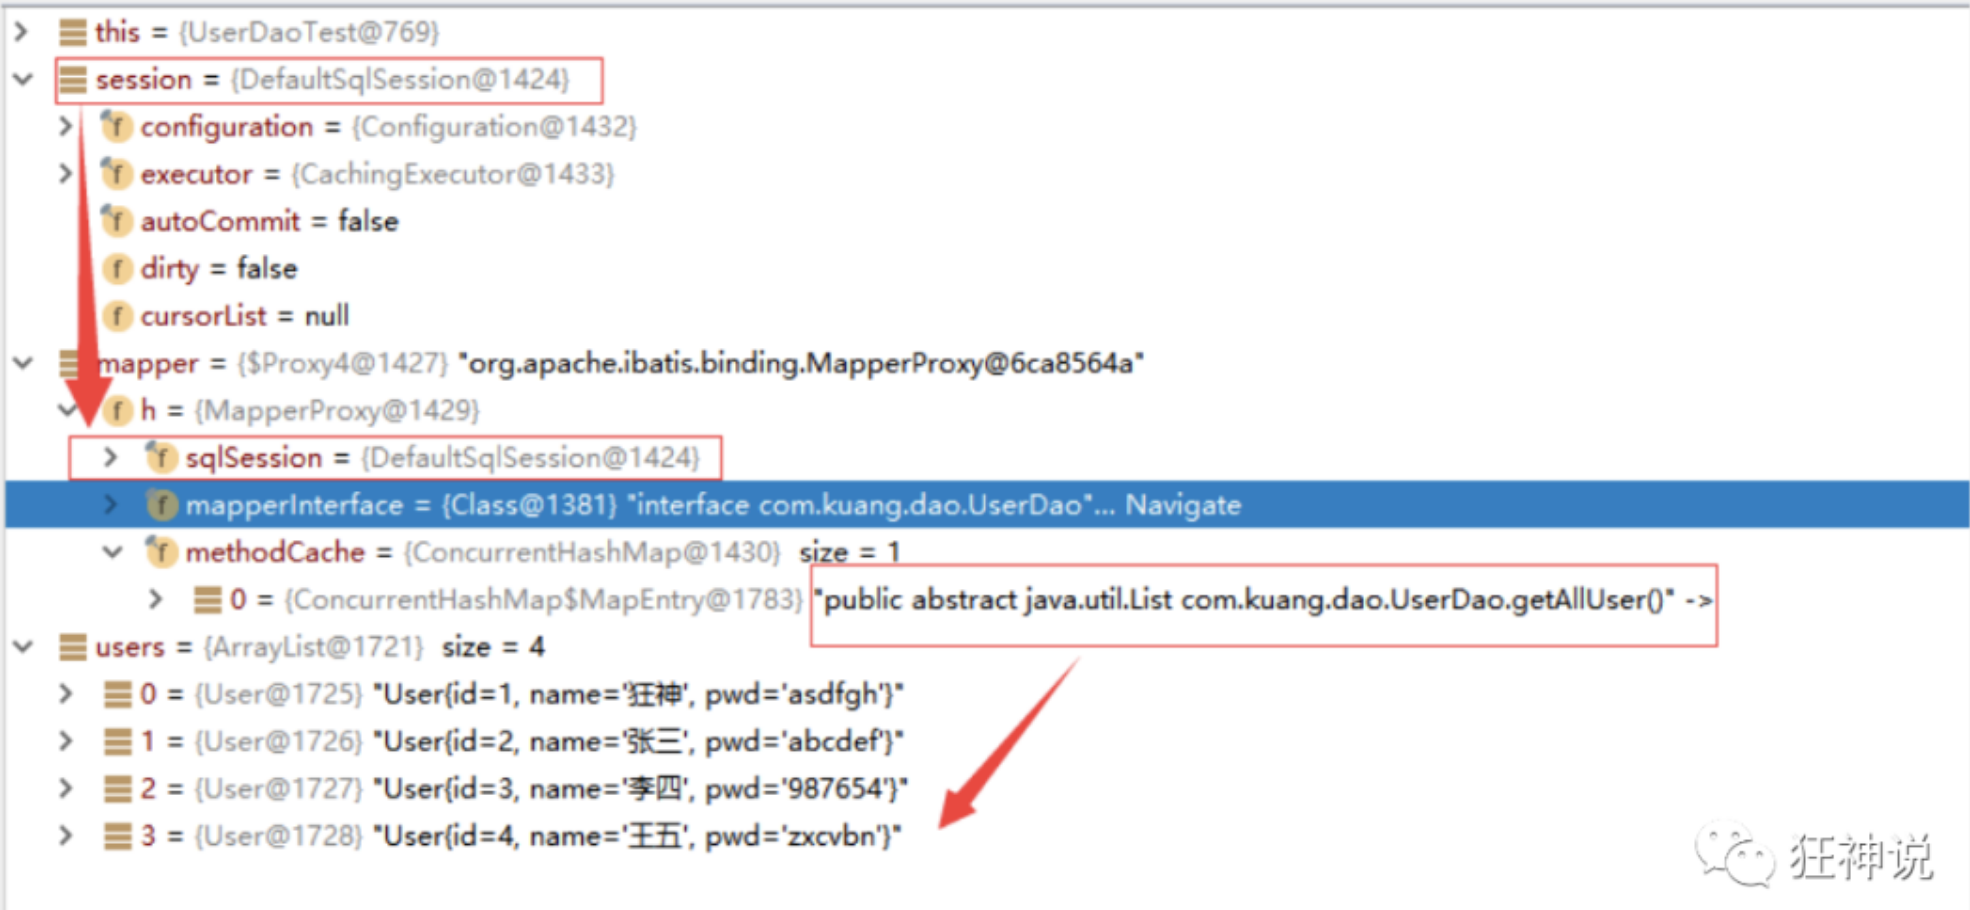 this = {UserDaoTest@769}
session = {DefaultSqlSession@1424}
f configuration = {Configuration@1432}
f executor = {CachingExecutor@1433}
f autoCommit = false
f dirty = false
f cursorList = null
mapper = {$Proxy4@1427} "org.apache.ibatis.binding.MapperProxy@6ca8564a"
f h = {MapperProxy@1429}
f sqlSession = {DefaultSqlSession@1424}
f mapperInterface = {Class@1381} "interface com.kuang.dao.UserDao"... Navigate
f methodCache = {ConcurrentHashMap@1430} size = 1
0 = {ConcurrentHashMap$MapEntry@1783} "public abstract java.util.List com.kuang.dao.UserDao.getAllUser()" ->
users = {ArrayList@1721} size = 4
0 = {User@1725} "User{id=1, name='狂神', pwd='asdfgh'}"
1 = {User@1726} "User{id=2, name='张三', pwd='abcdef'}"
2 = {User@1727} "User{id=3, name='李四', pwd='987654'}"
3 = {User@1728} "User{id=4, name='王五', pwd='zxcvbn'}"
狂神说